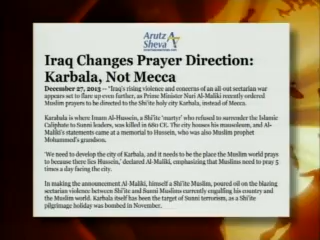 Arutz
Sheva
Iraq Changes Prayer Direction:
Karbala, Not Mecca
December 27, 2013 -- "Iraq's rising violence and concerns of an all-out sectarian war
appears set to flare up even further, as Prime Minister Nuri Al-Maliki recently ordered
Muslim prayers to be directed to the Shi'ite holy city Karbala, instead of Mecca.
Karabala is where Imam Al-Hussein, a Shi'ite 'martyr' who refused to surrender the Islamic
Caliphate to Sunni leaders, was killed in 681 CE. The city houses his mausoleum, and Al-
Maliki's statements came at a memorial to Hussein, who was also Muslim prophet
Mohammed's grandson.
'We need to develop the city of Karbala, and it needs to be the place the Muslim world prays
to because there lies Hussein,' declared Al-Maliki, emphasizing that Muslims need to pray 5
times a day facing the city.
In making the announcement Al-Maliki, himself a Shi'ite Muslim, poured oil on the blazing
sectarian violence between Shi'ite and Sunni Muslims currently engulfing his country and
the Muslim world. Karbala itself has been the target of Sunni terrorism, as a Shi'ite
pilgrimage holiday was bombed in November.